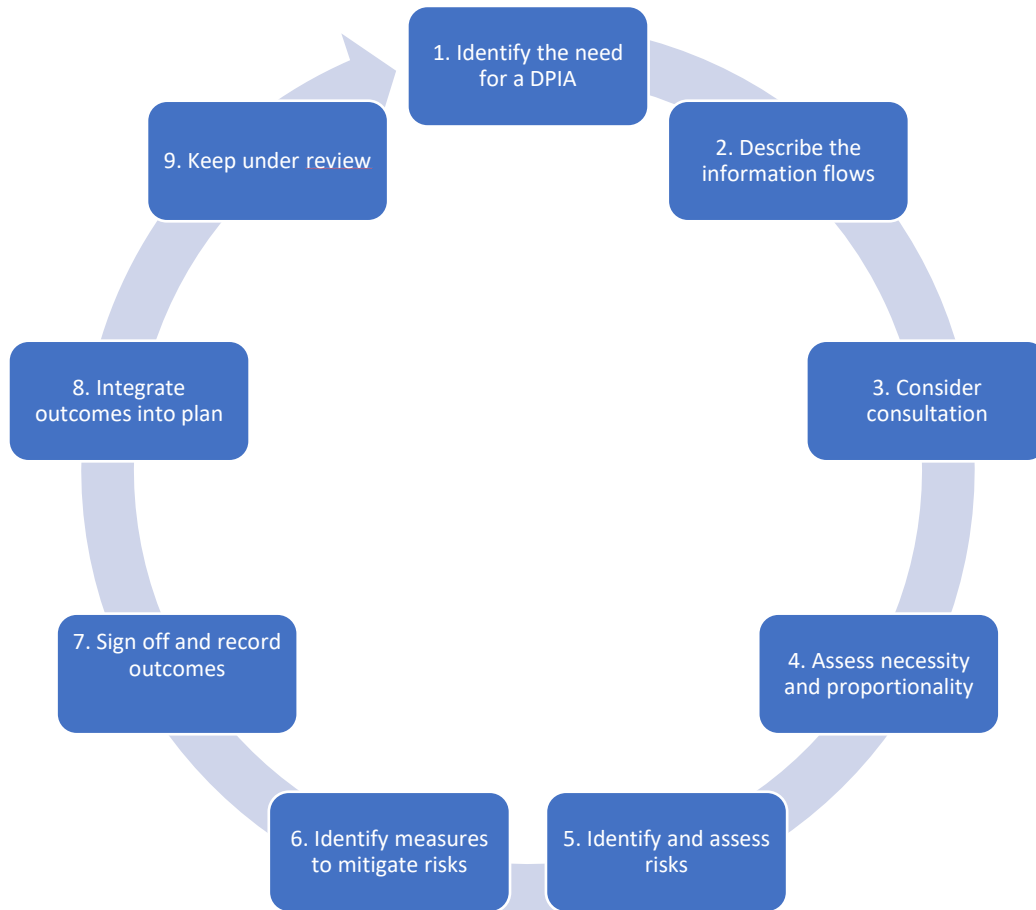 1. Identify the need
for a DPIA
2. Describe the
information flows
3. Consider
consultation
4. Assess necessity
and proportionality
5. Identify and assess
risks
6. Identify measures
to mitigate risks
7. Sign off and record
outcomes
8. Integrate
outcomes into plan
9. Keep under review